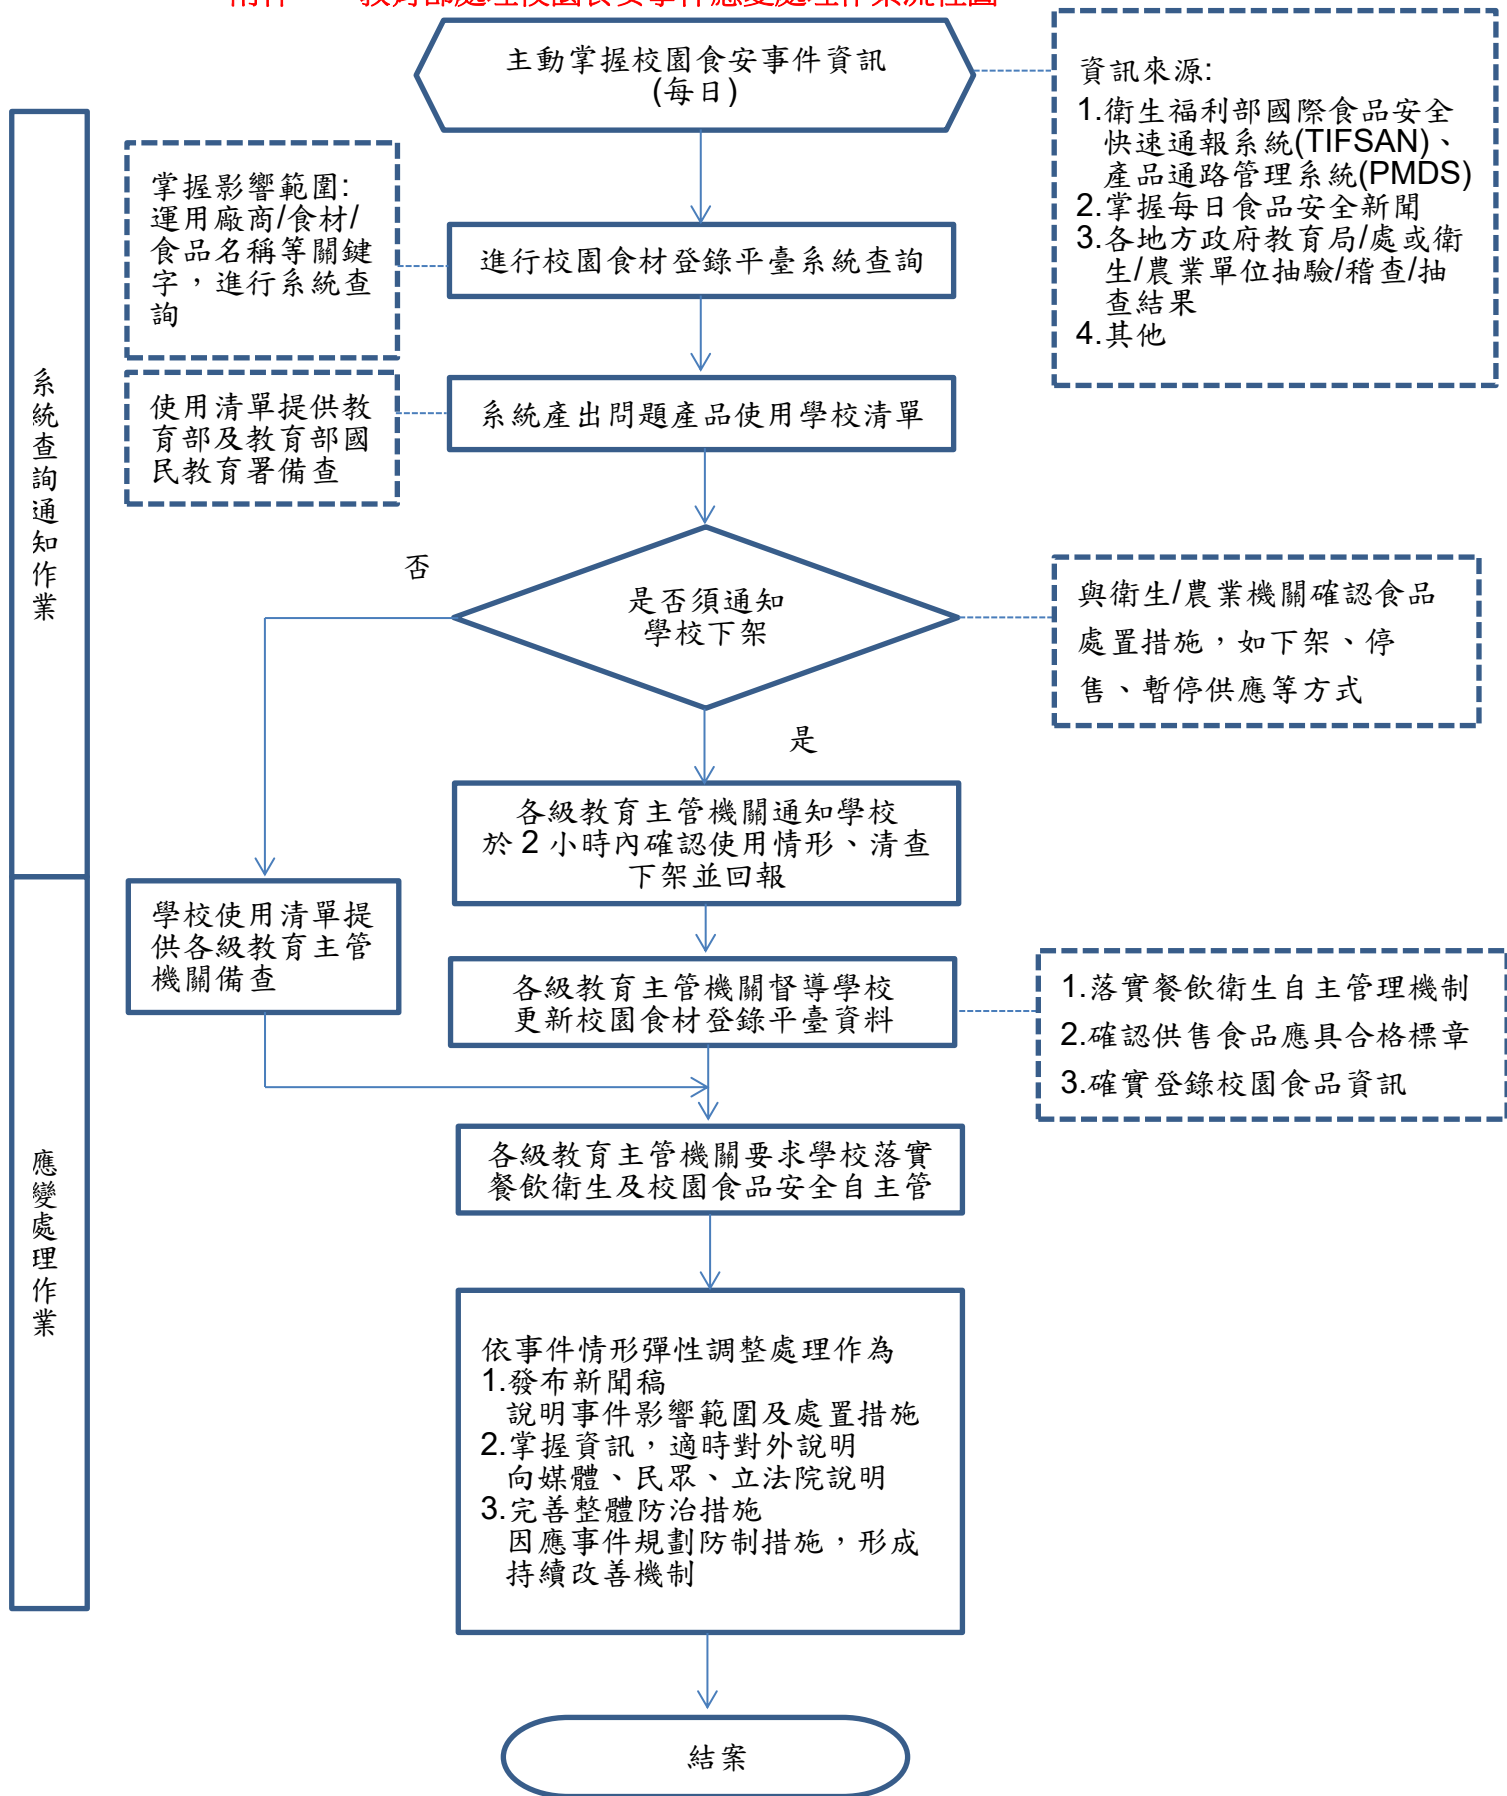 教育部處理校園食安事件應變處理作業流程圖
主動掌握校園食安事件資訊
(每日)
資訊來源:
1.衛生福利部國際食品安全
快速通報系統(TIFSAN)、
產品通路管理系統(PMDS)
2.掌握每日食品安全新聞
3.各地方政府教育局/處或衛
生/農業單位抽驗/稽查/抽
查結果
4.其他
掌握影響範圍:
運用廠商/食材/
食品名稱等關鍵
字，進行系統查
詢
進行校園食材登錄平臺系統查詢
使用清單提供教
育部及教育部國
民教育署備查
系統產出問題產品使用學校清單
系統查詢通知作業
否
是否須通知
學校下架
與衛生/農業機關確認食品
處置措施，如下架、停
售、暫停供應等方式
是
各級教育主管機關通知學校
於 2 小時內確認使用情形、清查
下架並回報
學校使用清單提
供各級教育主管
機關備查
各級教育主管機關督導學校
更新校園食材登錄平臺資料
1.落實餐飲衛生自主管理機制
2.確認供售食品應具合格標章
3.確實登錄校園食品資訊
應變處理作業
各級教育主管機關要求學校落實
餐飲衛生及校園食品安全自主管
依事件情形彈性調整處理作為
1.發布新聞稿
說明事件影響範圍及處置措施
2.掌握資訊，適時對外說明
向媒體、民眾、立法院說明
3.完善整體防治措施
因應事件規劃防制措施，形成
持續改善機制
結案